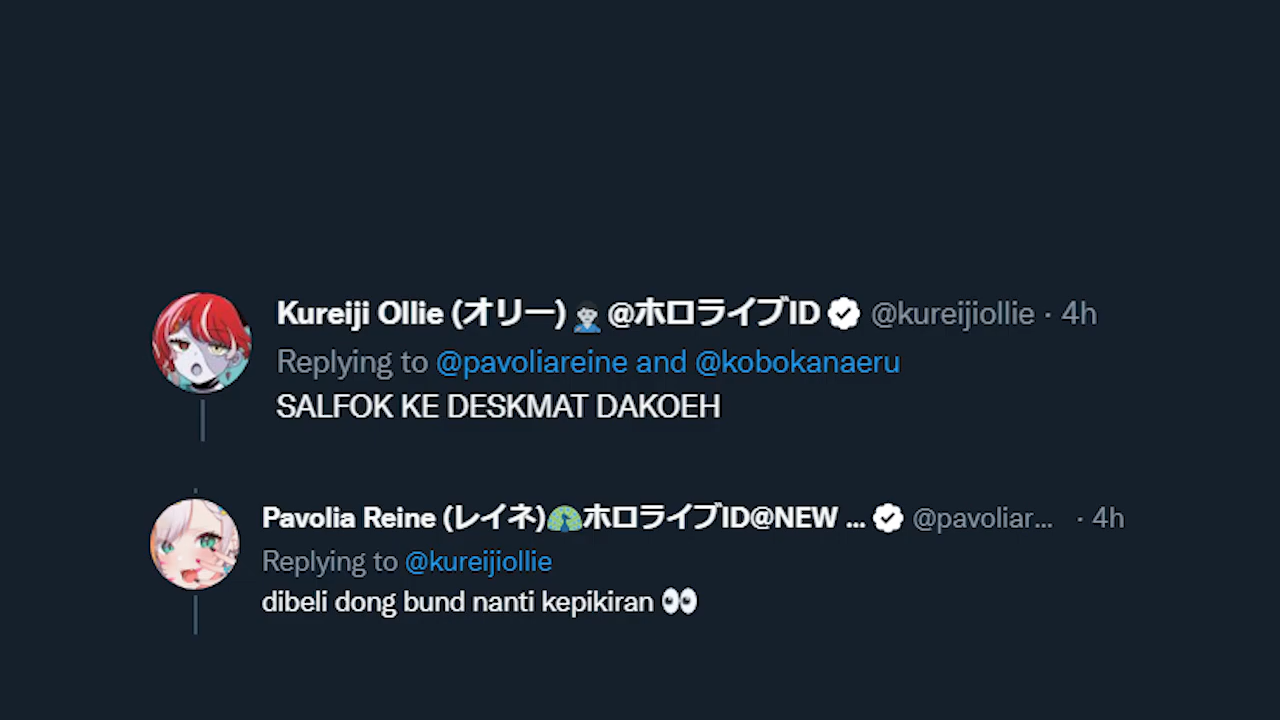 Kureiji Ollie (オリー)🧟‍♂️@ホロライブID @kureijiollie · 4h
Replying to @pavoliareine and @kobokanaeru
SALFOK KE DESKMAT DAKOEH
Pavolia Reine (レイネ)🦚ホロライブID@NEW ... @pavoliar... · 4h
Replying to @kureijiollie
dibeli dong bund nanti kepikiran 👀